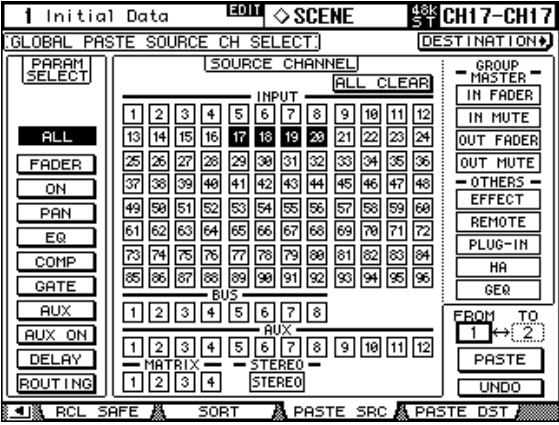 1 Initial Data EDIT ◇SCENE 48K ST CH17-CH17
GLOBAL PASTE SOURCE CH SELECT DESTINATION
PARAM SELECT
ALL
FADER
ON
PAN
EQ
COMP
GATE
AUX
AUX ON
DELAY
ROUTING
SOURCE CHANNEL
ALL CLEAR
INPUT
1 2 3 4 5 6 7 8 9 10 11 12
13 14 15 16 17 18 19 20 21 22 23 24
25 26 27 28 29 30 31 32 33 34 35 36
37 38 39 40 41 42 43 44 45 46 47 48
49 50 51 52 53 54 55 56 57 58 59 60
61 62 63 64 65 66 67 68 69 70 71 72
73 74 75 76 77 78 79 80 81 82 83 84
85 86 87 88 89 90 91 92 93 94 95 96
BUS
1 2 3 4 5 6 7 8
AUX
1 2 3 4 5 6 7 8 9 10 11 12
MATRIX STEREO
1 2 3 4 STEREO
GROUP
MASTER
IN FADER
IN MUTE
OUT FADER
OUT MUTE
OTHERS
EFFECT
REMOTE
PLUG-IN
HA
GEQ
FROM TO
1 ↔ 2
PASTE
UNDO
RCL SAFE SORT PASTE SRC PASTE DST